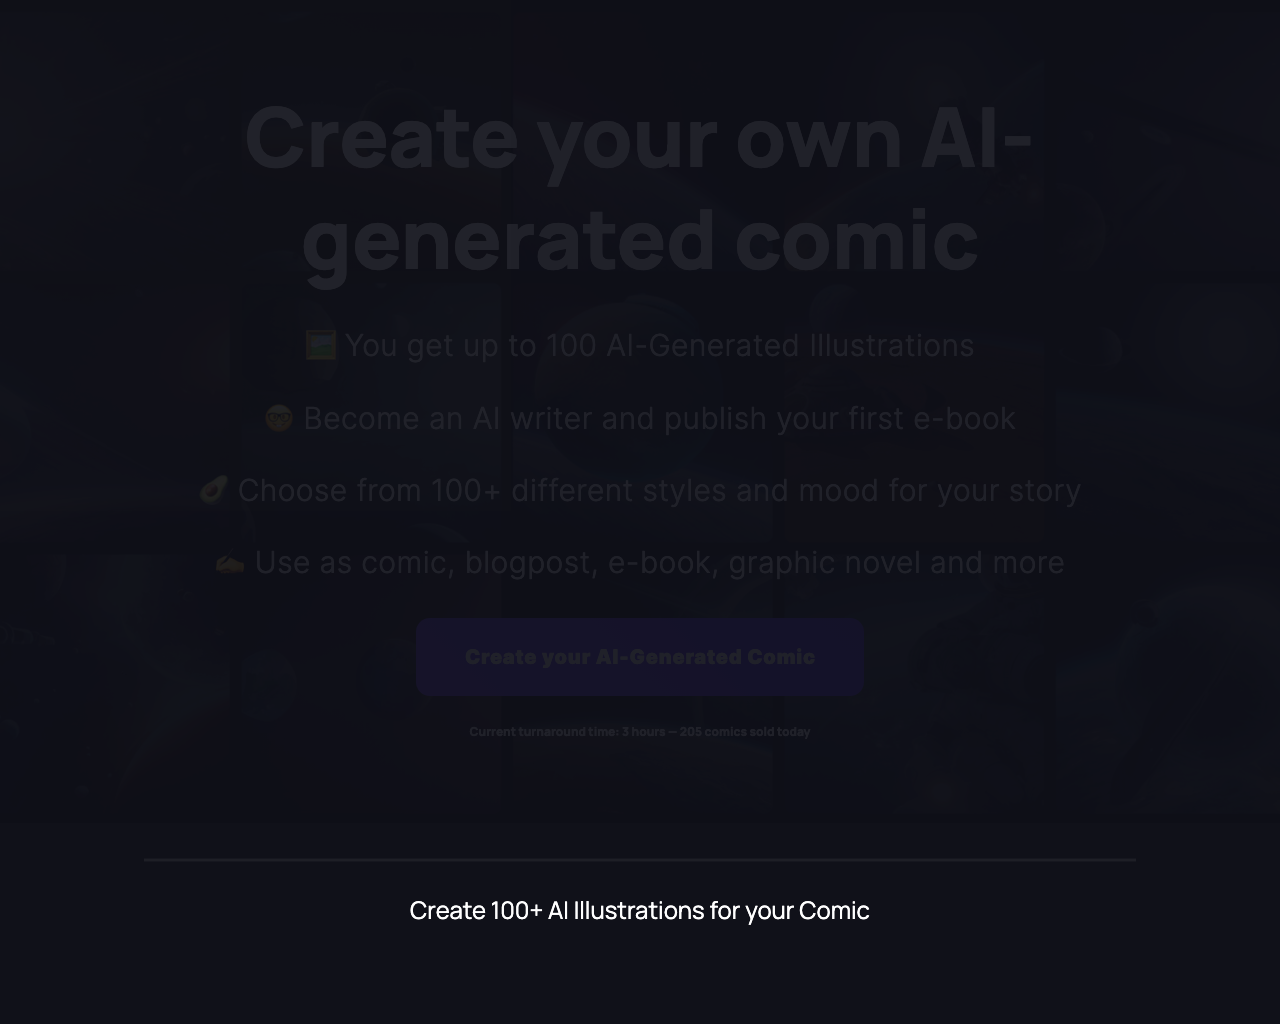 Create your own AI-
generated comic
🖼️ You get up to 100 AI-Generated Illustrations
🤓 Become an AI writer and publish your first e-book
🥑 Choose from 100+ different styles and mood for your story
✍️ Use as comic, blogpost, e-book, graphic novel and more
Create your AI-Generated Comic
Current turnaround time: 3 hours — 205 comics sold today
Create 100+ AI Illustrations for your Comic